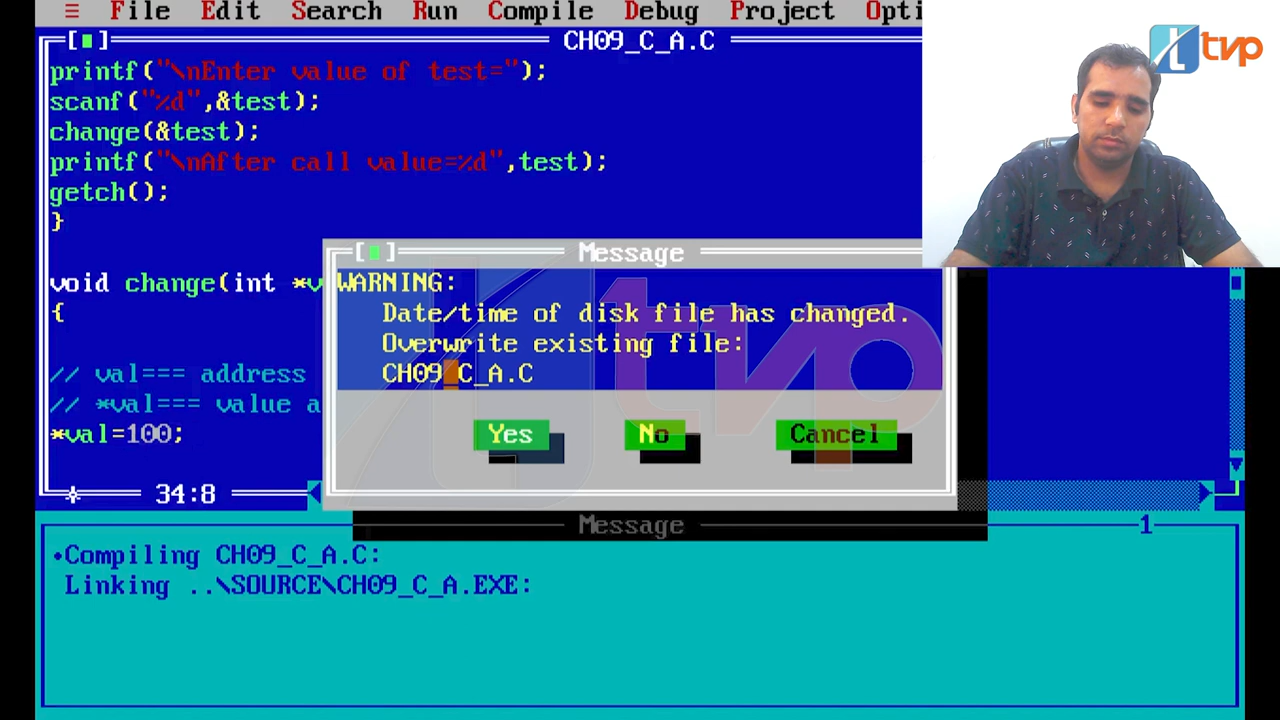 ≡ File Edit Search Run Compile Debug Project Opti
[■] CH09_C_A.C
tvp
printf("\nEnter value of test=");
scanf("%d",&test);
change(&test);
printf("\nAfter call value=%d",test);
getch();
}
[■] Message
void change(int *v
WARNING:
{
Date/time of disk file has changed.
Overwrite existing file:
CH09_C_A.C
// val=== address
// *val=== value a
*val=100;
Yes No Cancel
tvp
34:8
Message 1
•Compiling CH09_C_A.C:
Linking ..\SOURCE\CH09_C_A.EXE: